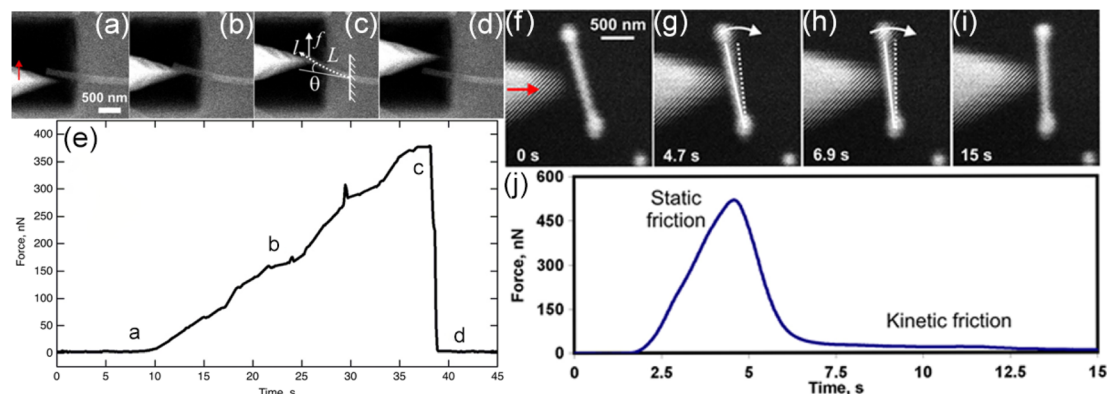 (a)
500 nm
(b)
(c)
l
f
L
θ
(d)
(e)
Force, nN
400
350
300
250
200
150
100
50
0
a
b
c
d
0
5
10
15
20
25
30
35
40
45
Time, s
(f)
500 nm
0 s
(g)
4.7 s
(h)
6.9 s
(i)
15 s
(j)
Force, nN
600
450
300
150
0
Static
friction
Kinetic friction
0
2.5
5
7.5
10
12.5
15
Time, s